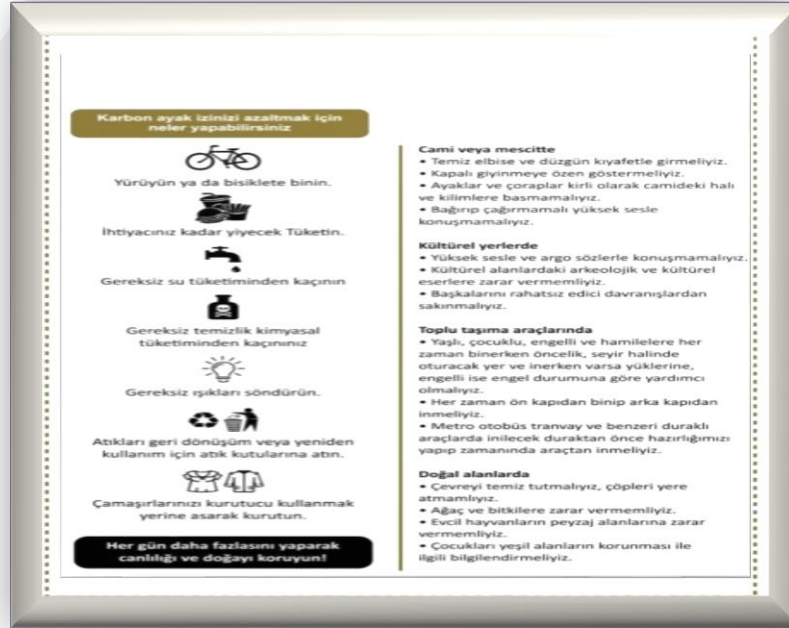 Karbon ayak izinizi azaltmak için
neler yapabilirsiniz
Yürüyün ya da bisiklete binin.
İhtiyacınız kadar yiyecek Tüketin.
Gereksiz su tüketiminden kaçının
Gereksiz temizlik kimyasal
tüketiminden kaçınınız
Gereksiz ışıkları söndürün.
Atıkları geri dönüşüm veya yeniden
kullanım için atık kutularına atın.
Çamaşırlarınızı kurutucu kullanmak
yerine asarak kurutun.
Her gün daha fazlasını yaparak
canlılığı ve doğayı koruyun!
Cami veya mescitte
• Temiz elbise ve düzgün kıyafetle girmeliyiz.
• Kapalı giyinmeye özen göstermeliyiz.
• Ayaklar ve çoraplar kirli olarak camideki halı
ve kilimlere basmamalıyız.
• Bağırıp çağırmamalı yüksek sesle
konuşmamalıyız.
Kültürel yerlerde
• Yüksek sesle ve argo sözlerle konuşmamalıyız.
• Kültürel alanlardaki arkeolojik ve kültürel
eserlere zarar vermemliyiz.
• Başkalarını rahatsız edici davranışlardan
sakınmalıyız.
Toplu taşıma araçlarında
• Yaşlı, çocuklu, engelli ve hamilelere her
zaman binerken öncelik, seyir halinde
oturacak yer ve inerken varsa yüklerine,
engelli ise engel durumuna göre yardımcı
olmalıyız.
• Her zaman ön kapıdan binip arka kapıdan
inmeliyiz.
• Metro otobüs tranvay ve benzeri duraklı
araçlarda inilecek duraktan önce hazırlığımızı
yapıp zamanında araçtan inmeliyiz.
Doğal alanlarda
• Çevreyi temiz tutmalıyız, çöpleri yere
atmamlıyız.
• Ağaç ve bitkilere zarar vermemliyiz.
• Evcil hayvanların peyzaj alanlarına zarar
vermemliyiz.
• Çocukları yeşil alanların korunması ile
ilgili bilgilendirmeliyiz.